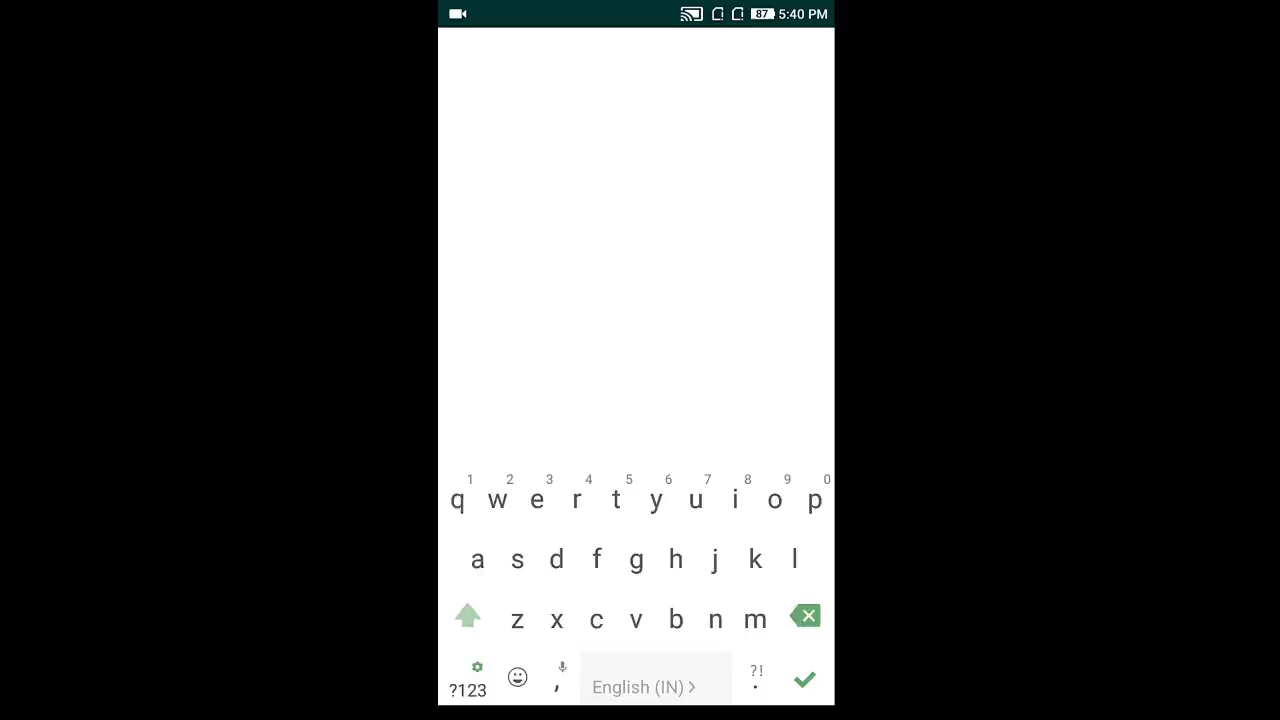 87 5:40 PM
1 2 3 4 5 6 7 8 9 0
q w e r t y u i o p
a s d f g h j k l
z x c v b n m
?123 , English (IN) > ?! .